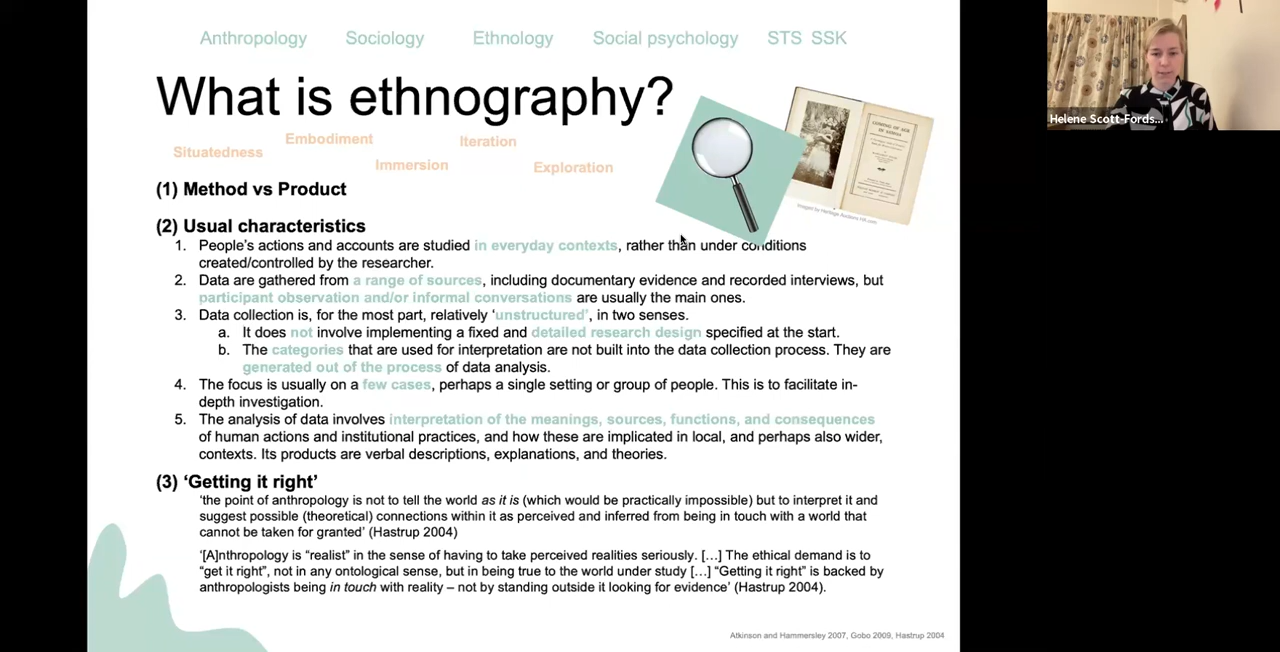 Anthropology Sociology Ethnology Social psychology STS SSK
What is ethnography?
Embodiment
Iteration
Situatedness
Immersion
Exploration
COMING OF AGE
IN SAMOA
Helene Scott-Fords...
(1) Method vs Product
(2) Usual characteristics
1. People's actions and accounts are studied in everyday contexts, rather than under conditions
created/controlled by the researcher.
2. Data are gathered from a range of sources, including documentary evidence and recorded interviews, but
participant observation and/or informal conversations are usually the main ones.
3. Data collection is, for the most part, relatively ‘unstructured’, in two senses.
a. It does not involve implementing a fixed and detailed research design specified at the start.
b. The categories that are used for interpretation are not built into the data collection process. They are
generated out of the process of data analysis.
4. The focus is usually on a few cases, perhaps a single setting or group of people. This is to facilitate in-
depth investigation.
5. The analysis of data involves interpretation of the meanings, sources, functions, and consequences
of human actions and institutional practices, and how these are implicated in local, and perhaps also wider,
contexts. Its products are verbal descriptions, explanations, and theories.
(3) ‘Getting it right’
‘the point of anthropology is not to tell the world as it is (which would be practically impossible) but to interpret it and
suggest possible (theoretical) connections within it as perceived and inferred from being in touch with a world that
cannot be taken for granted’ (Hastrup 2004)
‘[A]nthropology is “realist” in the sense of having to take perceived realities seriously. […] The ethical demand is to
“get it right”, not in any ontological sense, but in being true to the world under study […] “Getting it right” is backed by
anthropologists being in touch with reality – not by standing outside it looking for evidence’ (Hastrup 2004).
Atkinson and Hammersley 2007, Gobo 2009, Hastrup 2004